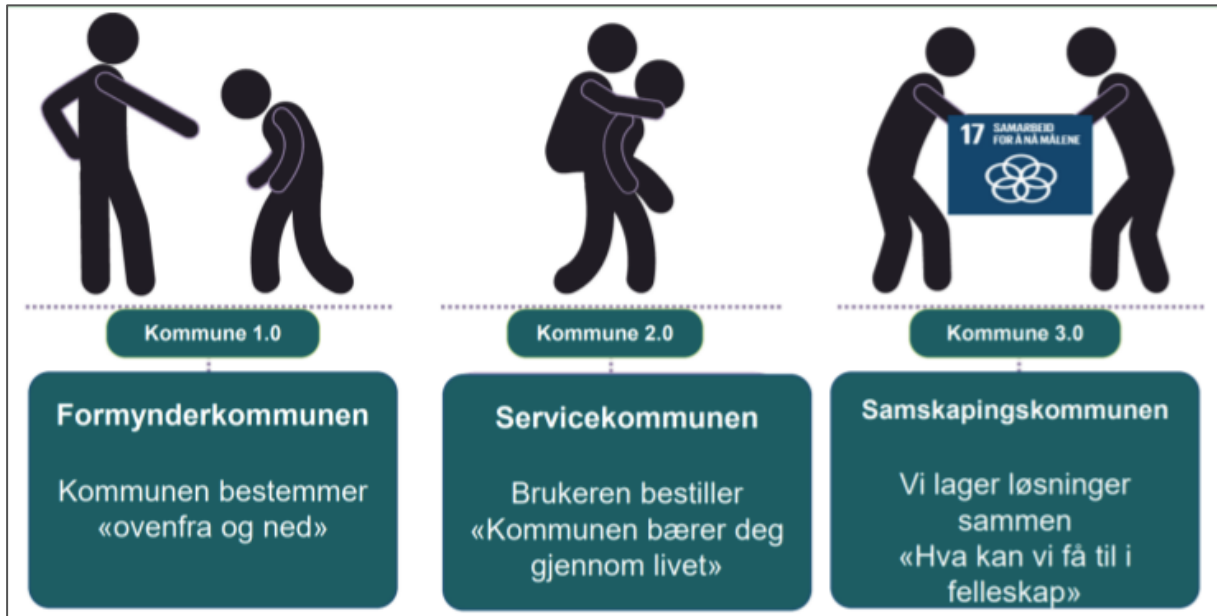 17 SAMARBEID
FOR Å NÅ MÅLENE
Kommune 1.0
Formynderkommunen
Kommunen bestemmer
«ovenfra og ned»
Kommune 2.0
Servicekommunen
Brukeren bestiller
«Kommunen bærer deg
gjennom livet»
Kommune 3.0
Samskapingskommunen
Vi lager løsninger
sammen
«Hva kan vi få til i
felleskap»